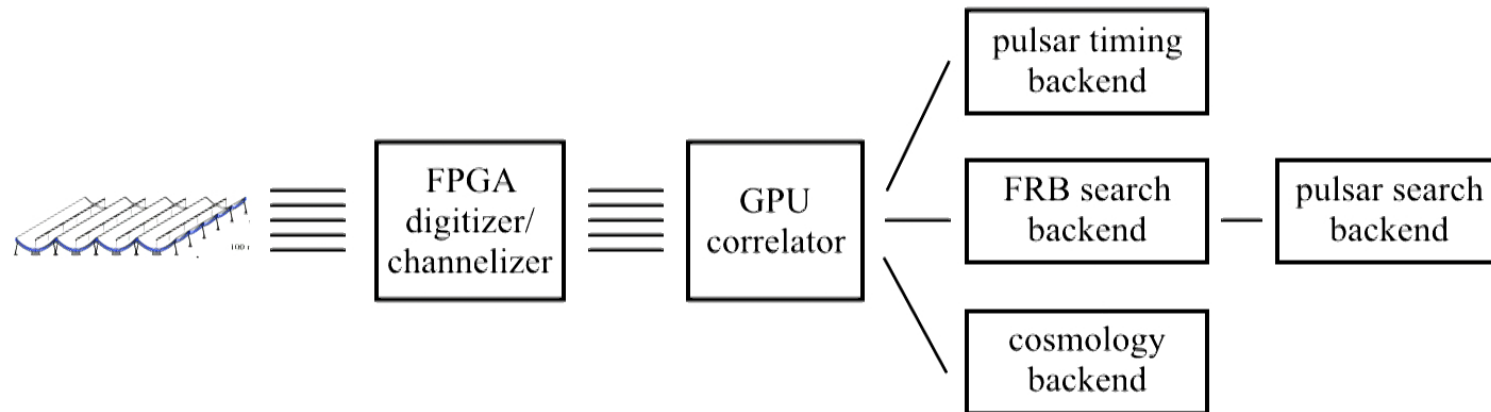 pulsar timing
backend
FPGA
digitizer/
channelizer
GPU
correlator
FRB search
backend
pulsar search
backend
cosmology
backend